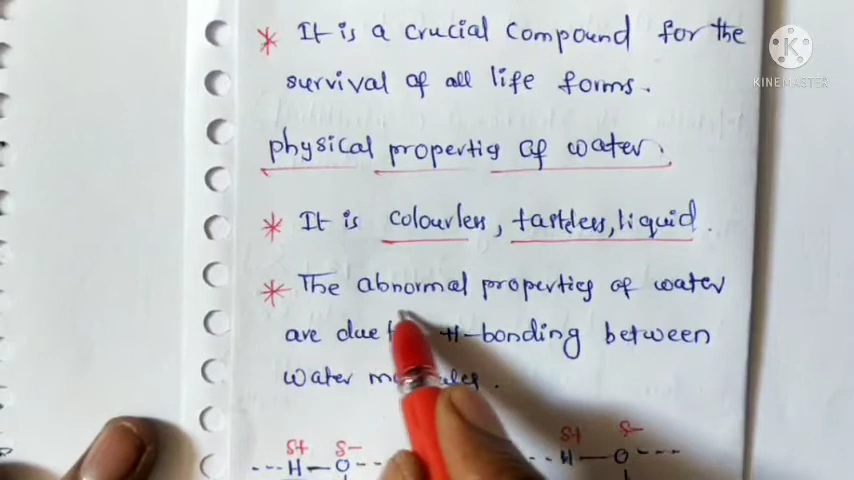 * It is a crucial compound for the
survival of all life forms.
physical properties of water.
* It is colourless, tasteless, liquid.
* The abnormal properties of water
are due H-bonding between
water
δ+ δ- δ+ δ-
---H-O--- ---H-O---
K
KINEMASTER